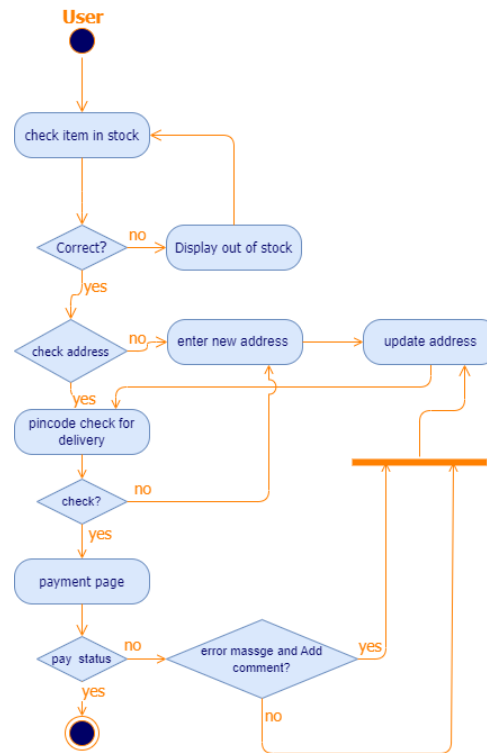 User
check item in stock
Correct?
no
Display out of stock
yes
check address
no
enter new address
update address
yes
pincode check for
delivery
check?
no
yes
payment page
pay status
no
error massge and Add
comment?
yes
yes
no